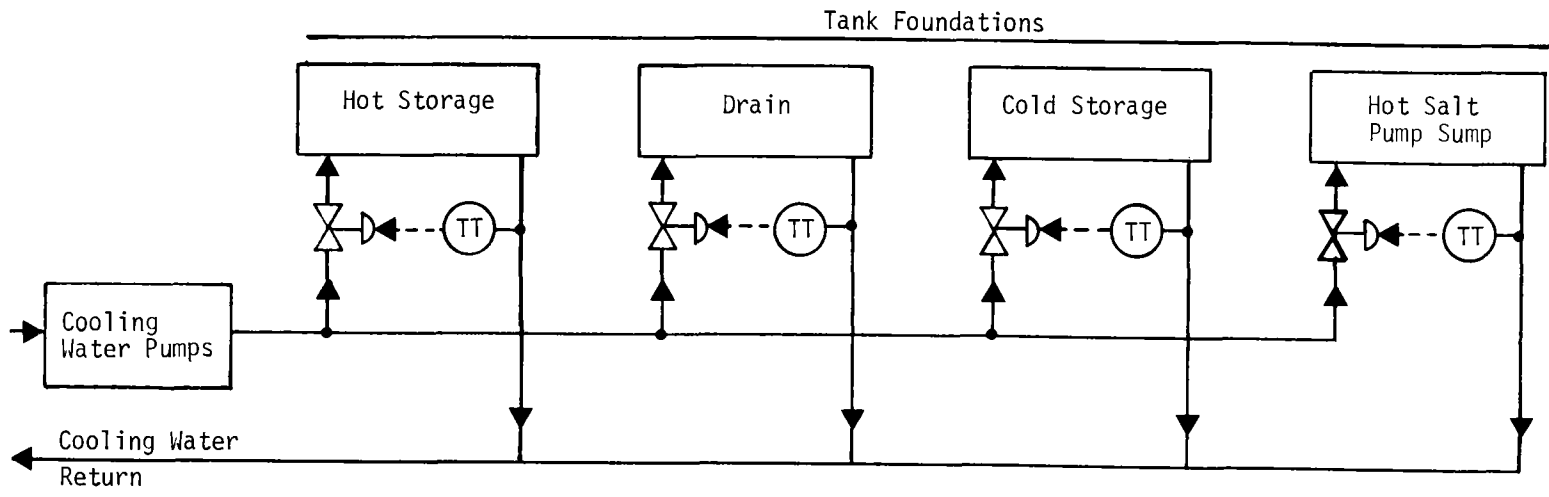 Tank Foundations
Hot Storage
Drain
Cold Storage
Hot Salt
Pump Sump
TT
TT
TT
TT
Cooling
Water Pumps
Cooling Water
Return